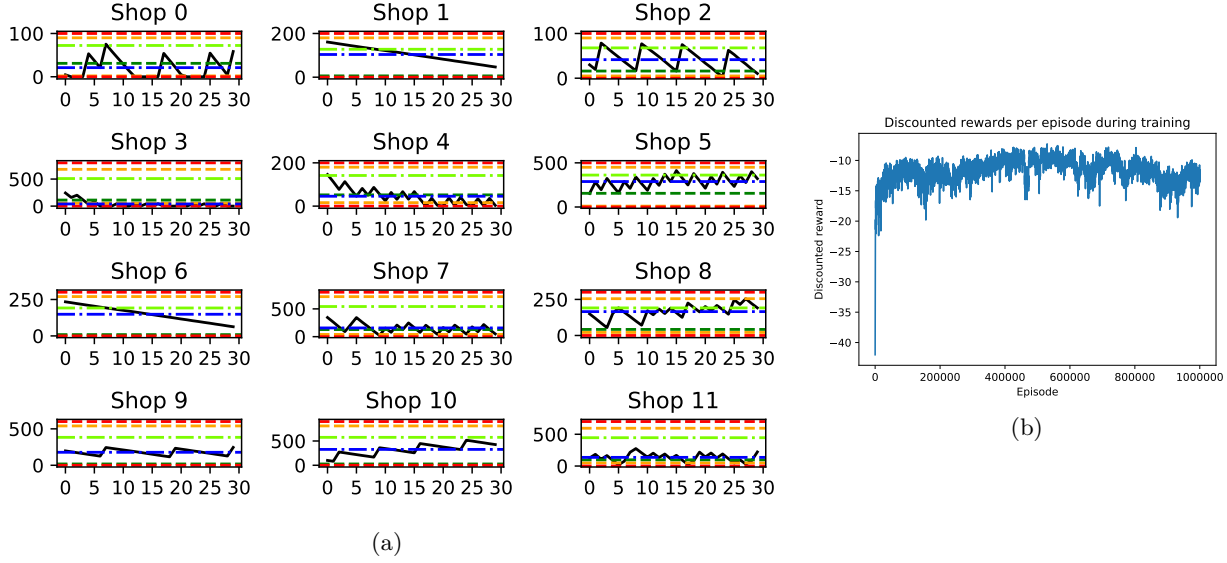 Shop 0
100
0
0 5 10 15 20 25 30
Shop 1
200
0
0 5 10 15 20 25 30
Shop 2
100
0
0 5 10 15 20 25 30
Shop 3
500
0
0 5 10 15 20 25 30
Shop 4
200
0
0 5 10 15 20 25 30
Shop 5
500
0
0 5 10 15 20 25 30
Shop 6
250
0
0 5 10 15 20 25 30
Shop 7
500
0
0 5 10 15 20 25 30
Shop 8
250
0
0 5 10 15 20 25 30
Shop 9
500
0
0 5 10 15 20 25 30
Shop 10
500
0
0 5 10 15 20 25 30
Shop 11
500
0
0 5 10 15 20 25 30
(a)
Discounted rewards per episode during training
Discounted reward
−10
−15
−20
−25
−30
−35
−40
0 200000 400000 600000 800000 1000000
Episode
(b)